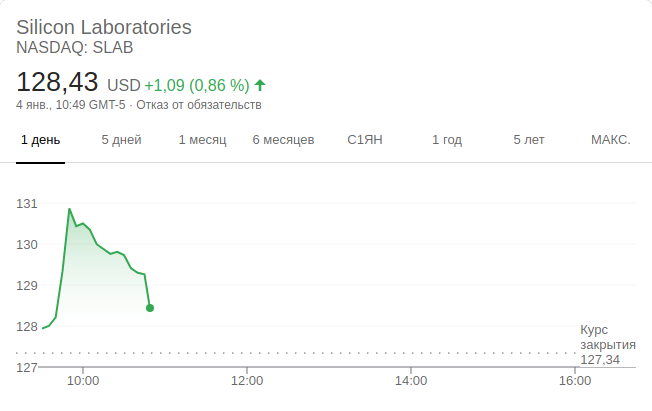 Silicon Laboratories
NASDAQ: SLAB
128,43 USD +1,09 (0,86 %)
4 янв., 10:49 GMT-5 · Отказ от обязательств
1 день 5 дней 1 месяц 6 месяцев С1ЯН 1 год 5 лет МАКС.
131
130
129
128
Курс
закрытия
127,34
127
10:00 12:00 14:00 16:00